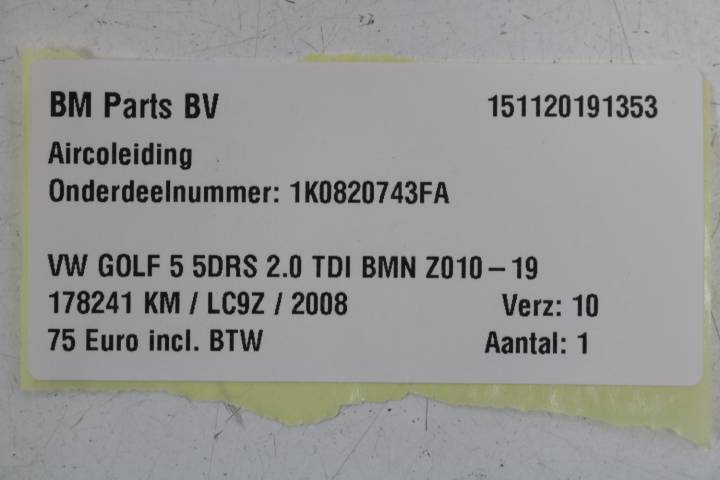 BM Parts BV 151120191353
Aircoleiding
Onderdeelnummer: 1K0820743FA
VW GOLF 5 5DRS 2.0 TDI BMN Z010-19
178241 KM / LC9Z / 2008 Verz: 10
75 Euro incl. BTW Aantal: 1